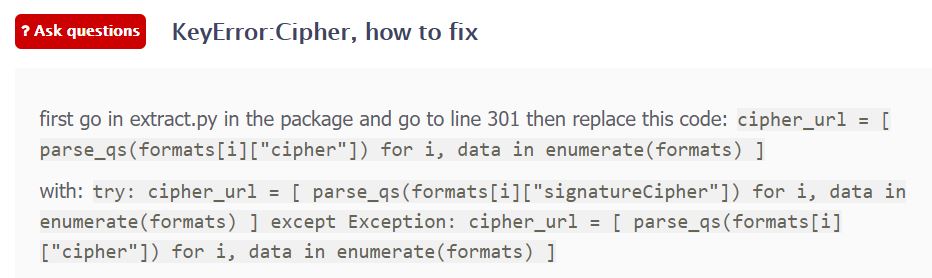 ? Ask questions KeyError:Cipher, how to fix
first go in extract.py in the package and go to line 301 then replace this code: cipher_url = [
parse_qs(formats[i]["cipher"]) for i, data in enumerate(formats) ]
with: try: cipher_url = [ parse_qs(formats[i]["signatureCipher"]) for i, data in
enumerate(formats) ] except Exception: cipher_url = [ parse_qs(formats[i]
["cipher"]) for i, data in enumerate(formats) ]